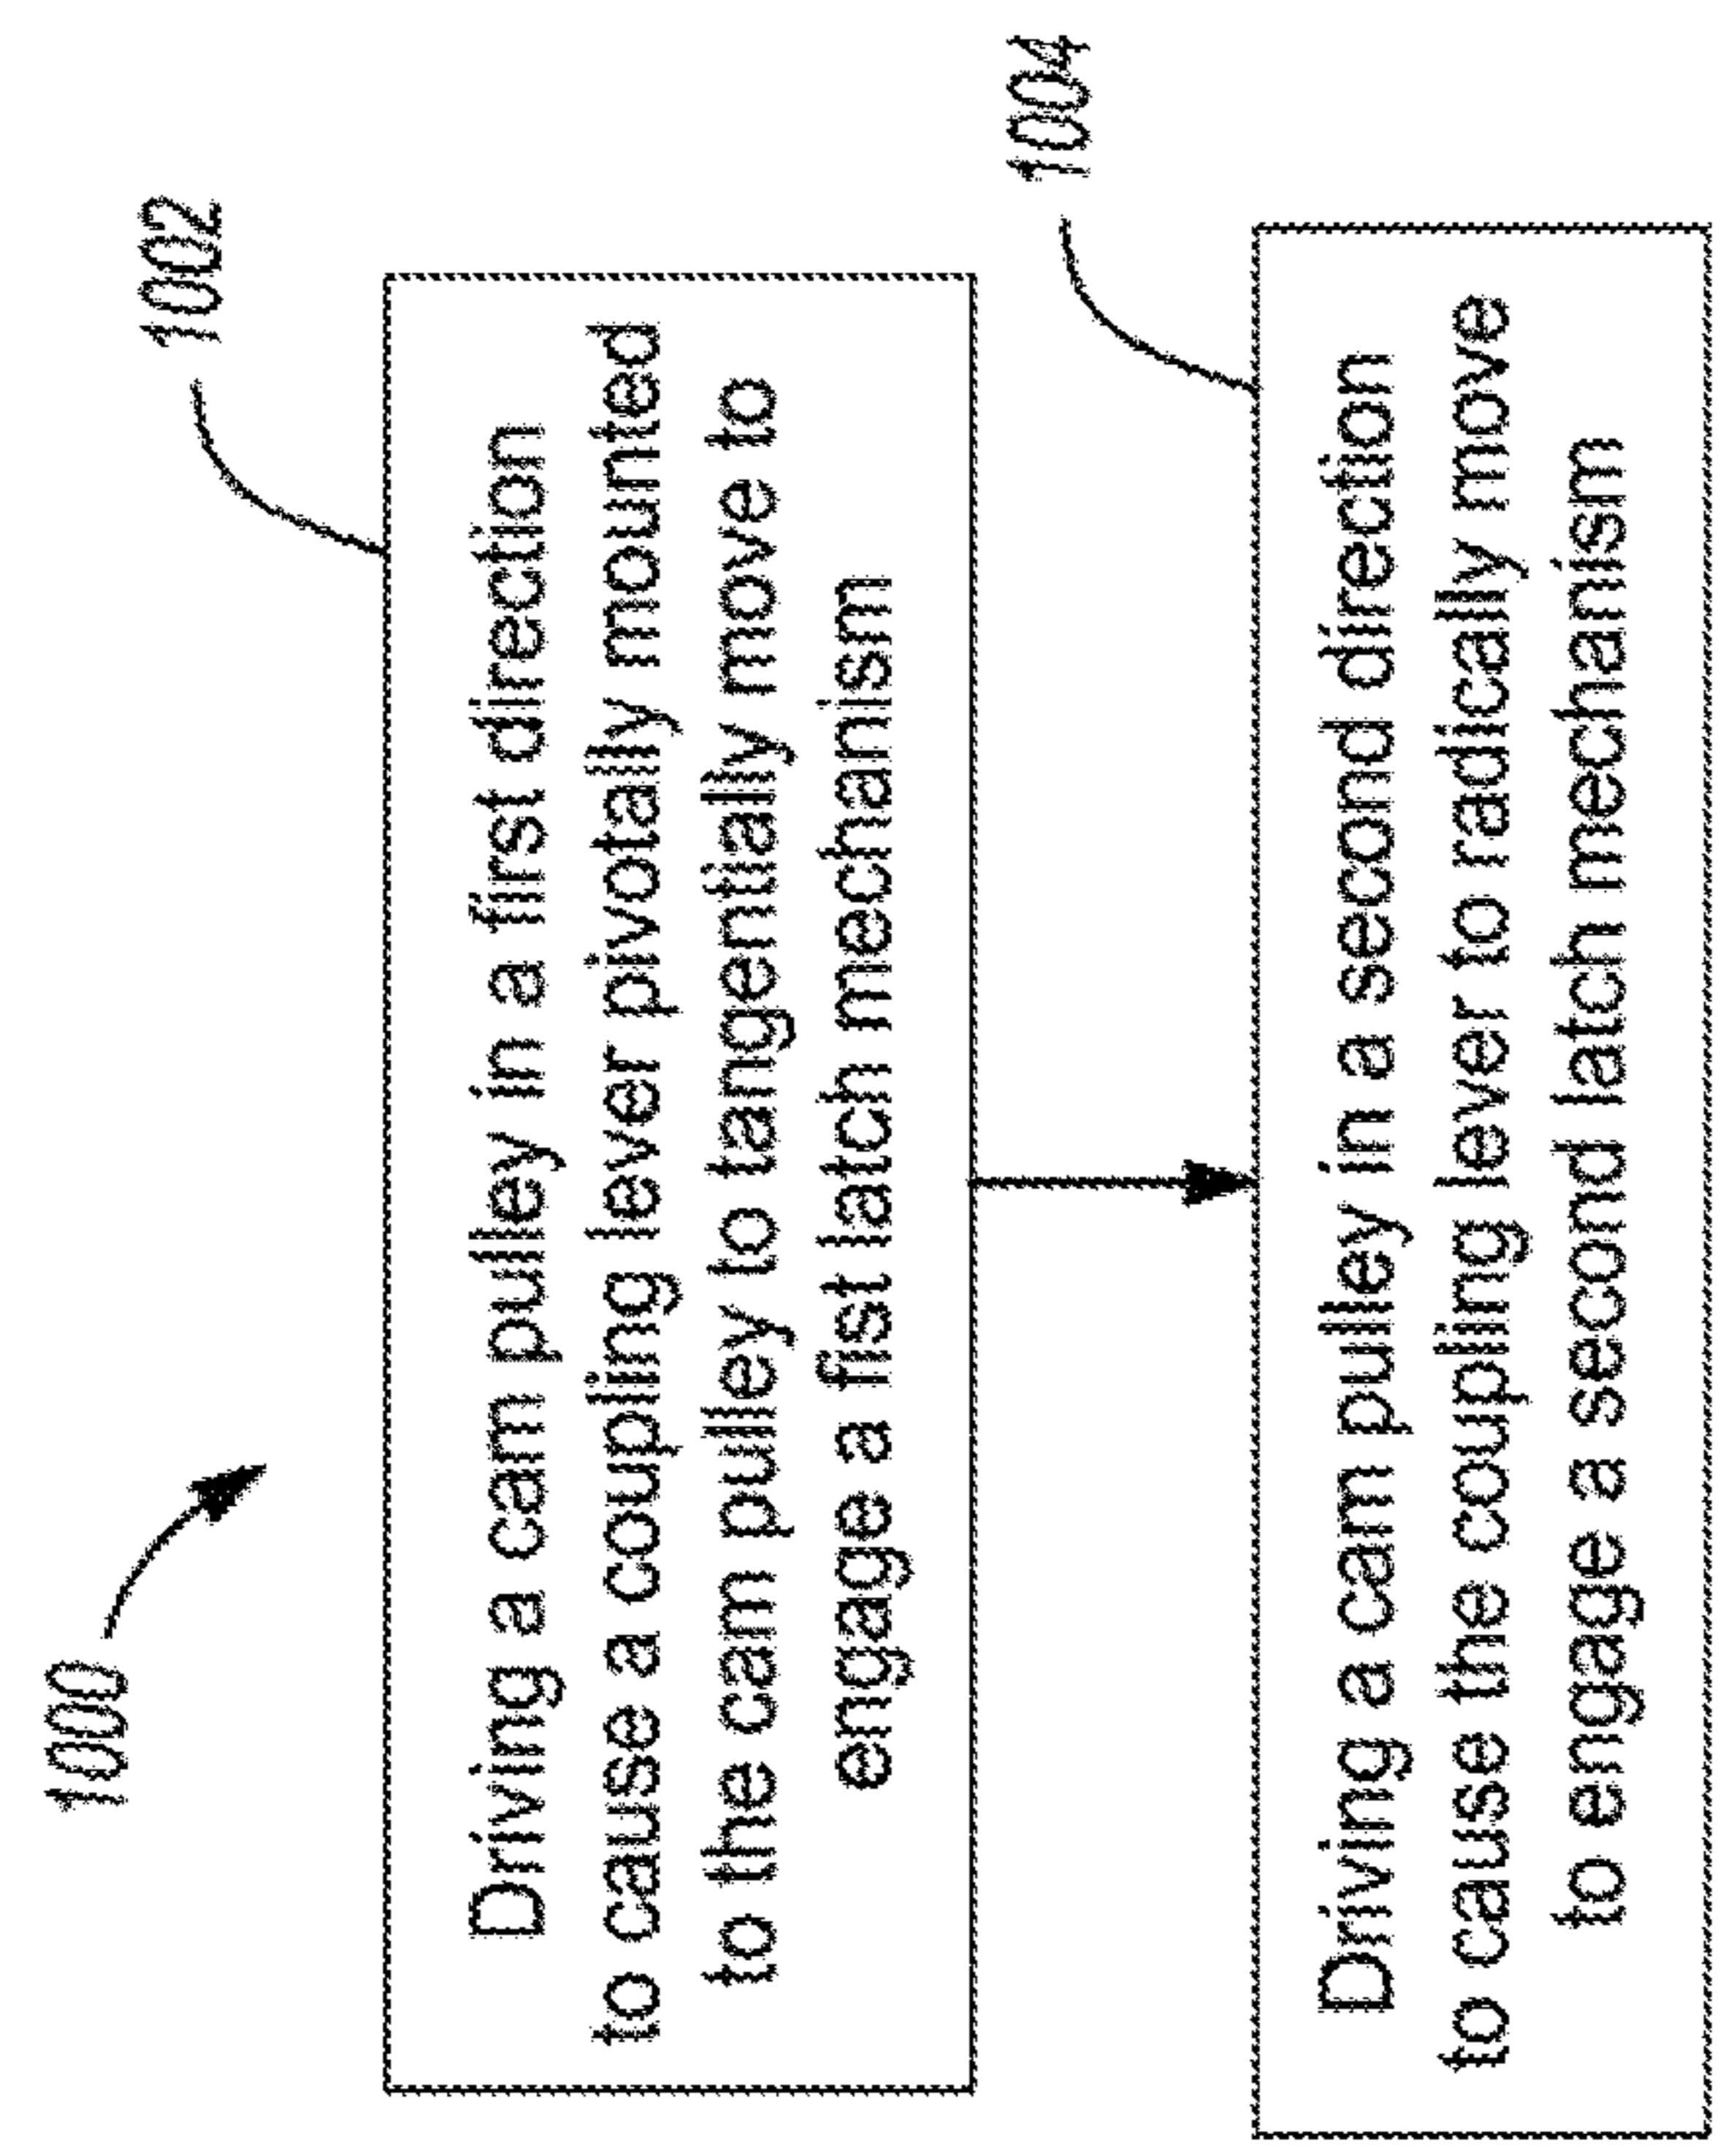 1000
1002
Driving a cam pulley in a first direction
to cause a coupling lever pivotally mounted
to the cam pulley to tangentially move to
engage a fist latch mechanism
1004
Driving a cam pulley in a second direction
to cause the coupling lever to radically move
to engage a second latch mechanism